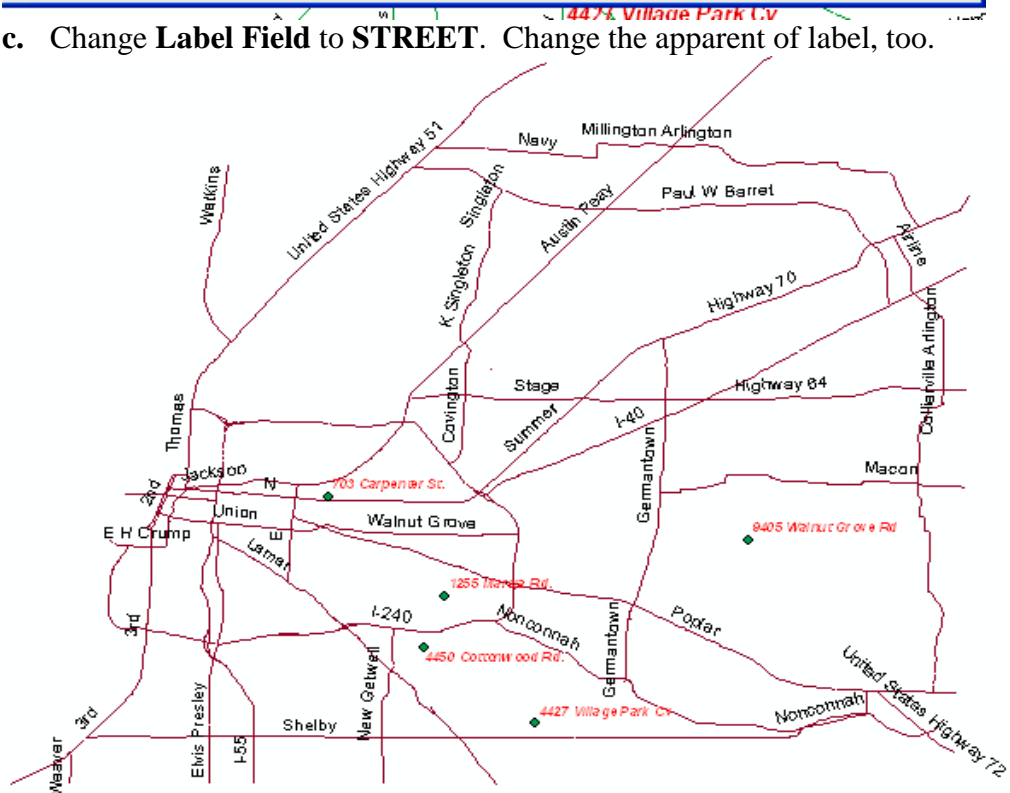 4427 Village Park Cv
c. Change Label Field to STREET. Change the apparent of label, too.
United States Highway 51
Navy
Millington Arlington
Watkins
Singleton
Austin Peay
Paul W Barret
Airline
K Singleton
Highway 70
Collierville Arlington
Thomas
Covington
Stage
Summer
I-40
Highway 64
Germantown
Macon
2nd
Jackson
N
703 Carpenter St.
Union
Walnut Grove
E H Crump
E
Lamar
9405 Walnut Grove Rd
1255 Rd.
3rd
I-240
Nonconnah
Germantown
Poplar
4450 Cottonwood Rd.
United States Highway 72
3rd
Elvis Presley
I-55
New Getwell
Shelby
4427 Village Park Cv
Nonconnah
Weaver